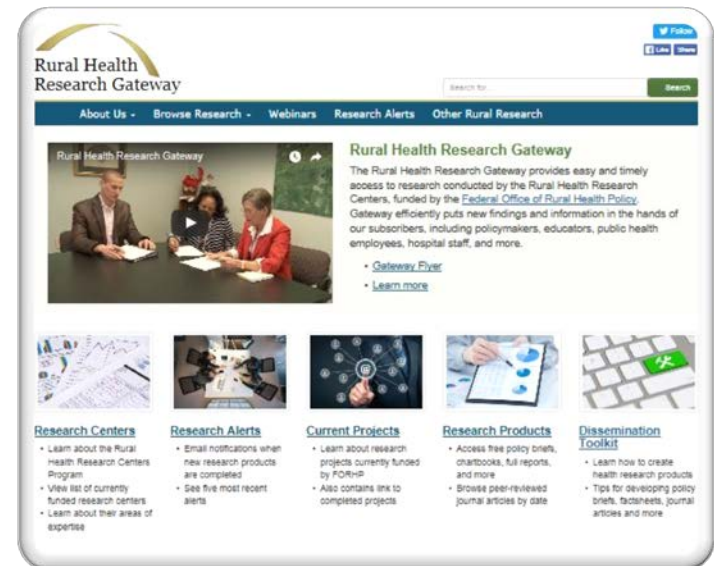 Follow
Like Share
Rural Health
Research Gateway
Search for...
Search
About Us - Browse Research - Webinars Research Alerts Other Rural Research
Rural Health Research Gateway
Rural Health Research Gateway
The Rural Health Research Gateway provides easy and timely
access to research conducted by the Rural Health Research
Centers, funded by the Federal Office of Rural Health Policy.
Gateway efficiently puts new findings and information in the hands of
our subscribers, including policymakers, educators, public health
employees, hospital staff, and more.
• Gateway Flyer
• Learn more
Research Centers
• Learn about the Rural
Health Research Centers
Program
• View list of currently
funded research centers
• Learn about their areas of
expertise
Research Alerts
• Email notifications when
new research products
are completed
• See five most recent
alerts
Current Projects
• Learn about research
projects currently funded
by FORHP
• Also contains link to
completed projects
Research Products
• Access free policy briefs,
chartbooks, full reports,
and more
• Browse peer-reviewed
journal articles by date
Dissemination
Toolkit
• Learn how to create
health research products
• Tips for developing policy
briefs, factsheets, journal
articles and more